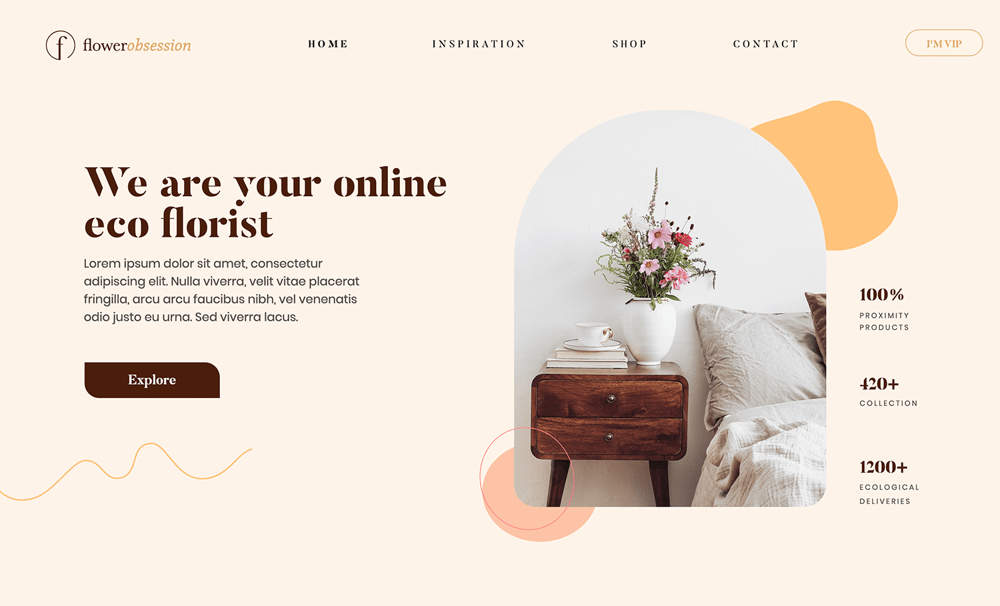 f flowerobsession
HOME
INSPIRATION
SHOP
CONTACT
I'M VIP
We are your online
eco florist
Lorem ipsum dolor sit amet, consectetur
adipiscing elit. Nulla viverra, velit vitae placerat
fringilla, arcu arcu faucibus nibh, vel venenatis
odio justo eu urna. Sed viverra lacus.
Explore
100%
PROXIMITY
PRODUCTS
420+
COLLECTION
1200+
ECOLOGICAL
DELIVERIES